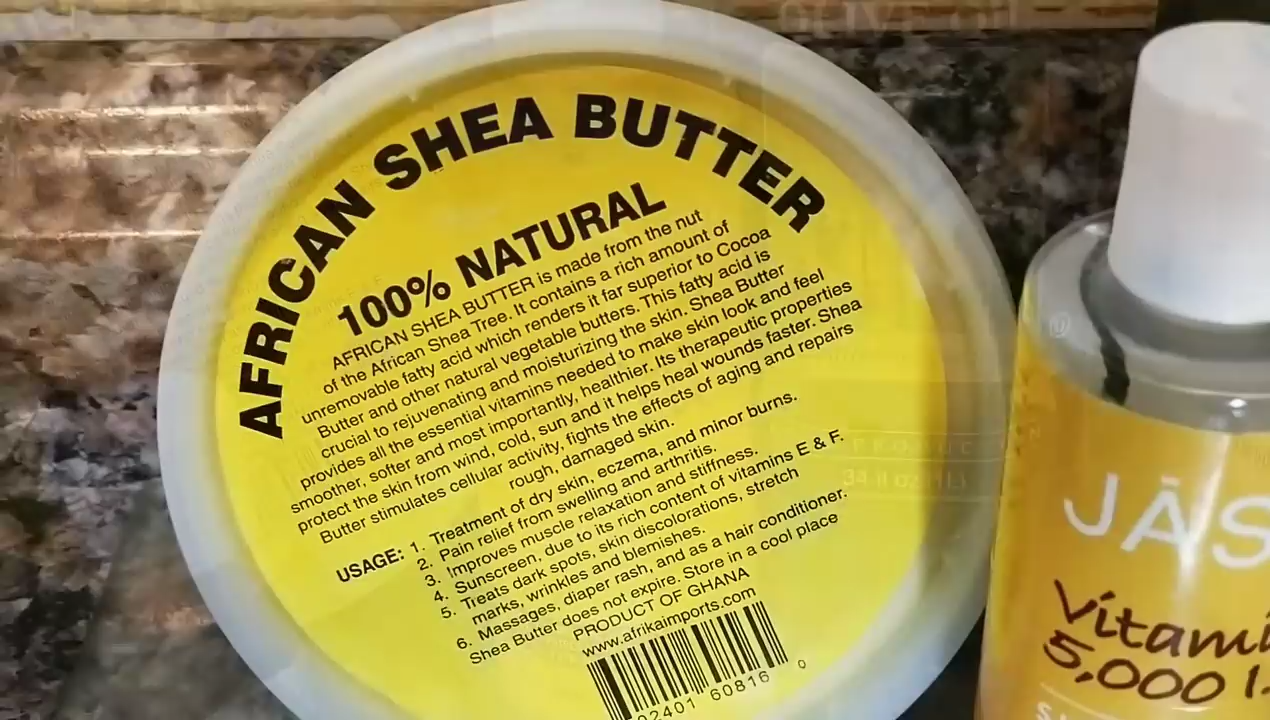 OLIVE oil
AFRICAN SHEA BUTTER
100% NATURAL
AFRICAN SHEA BUTTER is made from the nut
of the African Shea Tree. It contains a rich amount of
unremovable fatty acid which renders it far superior to Cocoa
Butter and other natural vegetable butters. This fatty acid is
crucial to rejuvenating and moisturizing the skin. Shea Butter
provides all the essential vitamins needed to make skin look and feel
smoother, softer and most importantly, healthier. Its therapeutic properties
protect the skin from wind, cold, sun and it helps heal wounds faster. Shea
Butter stimulates cellular activity, fights the effects of aging and repairs
rough, damaged skin.
USAGE: 1. Treatment of dry skin, eczema, and minor burns.
2. Pain relief from swelling and arthritis.
3. Improves muscle relaxation and stiffness.
4. Sunscreen, due to its rich content of vitamins E & F.
5. Treats dark spots, skin discolorations, stretch
marks, wrinkles and blemishes.
6. Massages, diaper rash, and as a hair conditioner.
Shea Butter does not expire. Store in a cool place
PRODUCT OF GHANA
www.afrikaimports.com
02401 60816 0
34 fl oz (1L)
JĀS
Vitami
5,000 I.